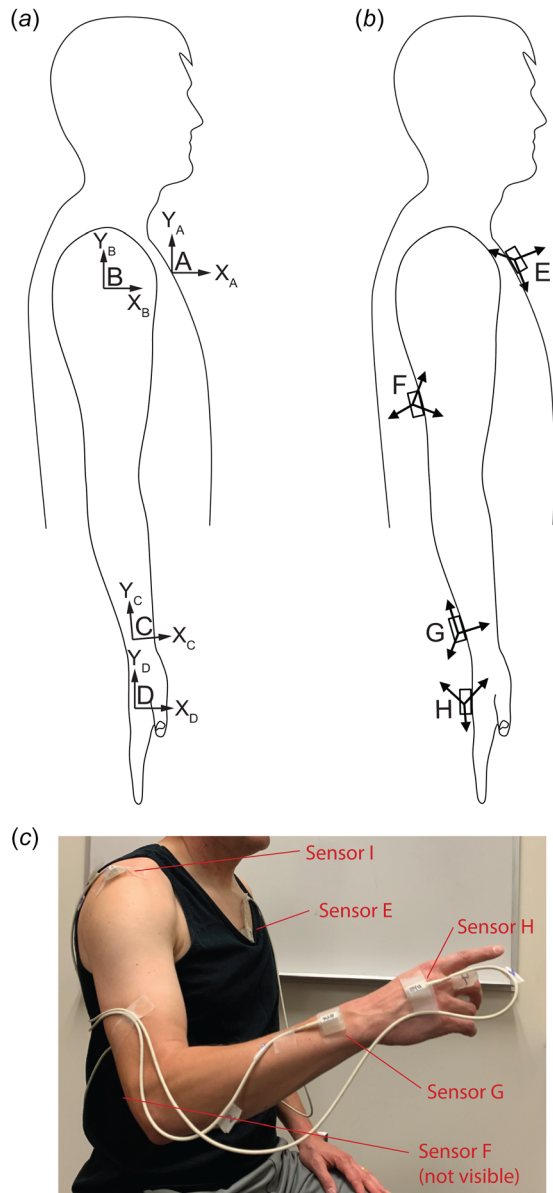 (a)
(b)
Y_A
Y_B
A
X_A
B
X_B
E
F
Y_C
C
X_C
G
Y_D
D
X_D
H
(c)
Sensor I
Sensor E
Sensor H
Sensor G
Sensor F
(not visible)